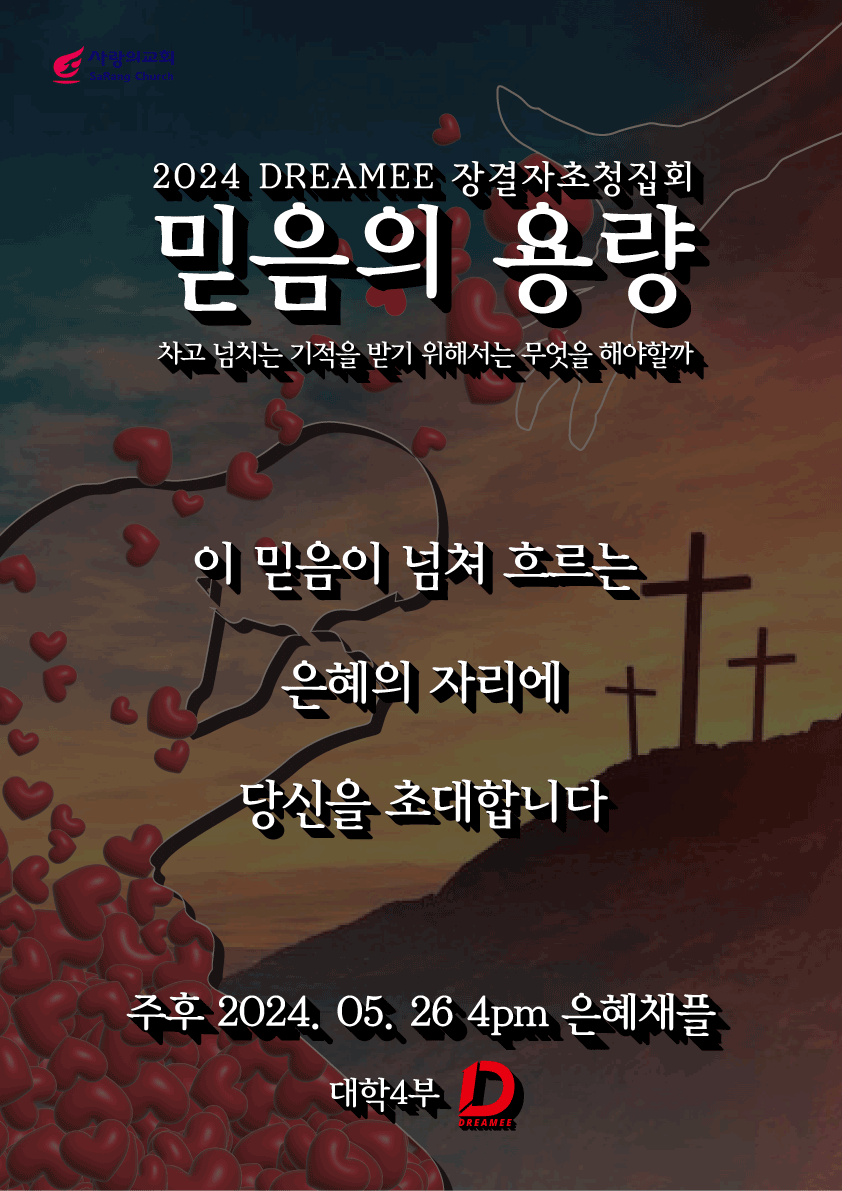 사랑의교회
SaRang Church
2024 DREAMEE 장결자초청집회
믿음의 용량
차고 넘치는 기적을 받기 위해서는 무엇을 해야할까
이 믿음이 넘쳐 흐르는
은혜의 자리에
당신을 초대합니다
주후 2024. 05. 26 4pm 은혜채플
대학4부
D
DREAMEE